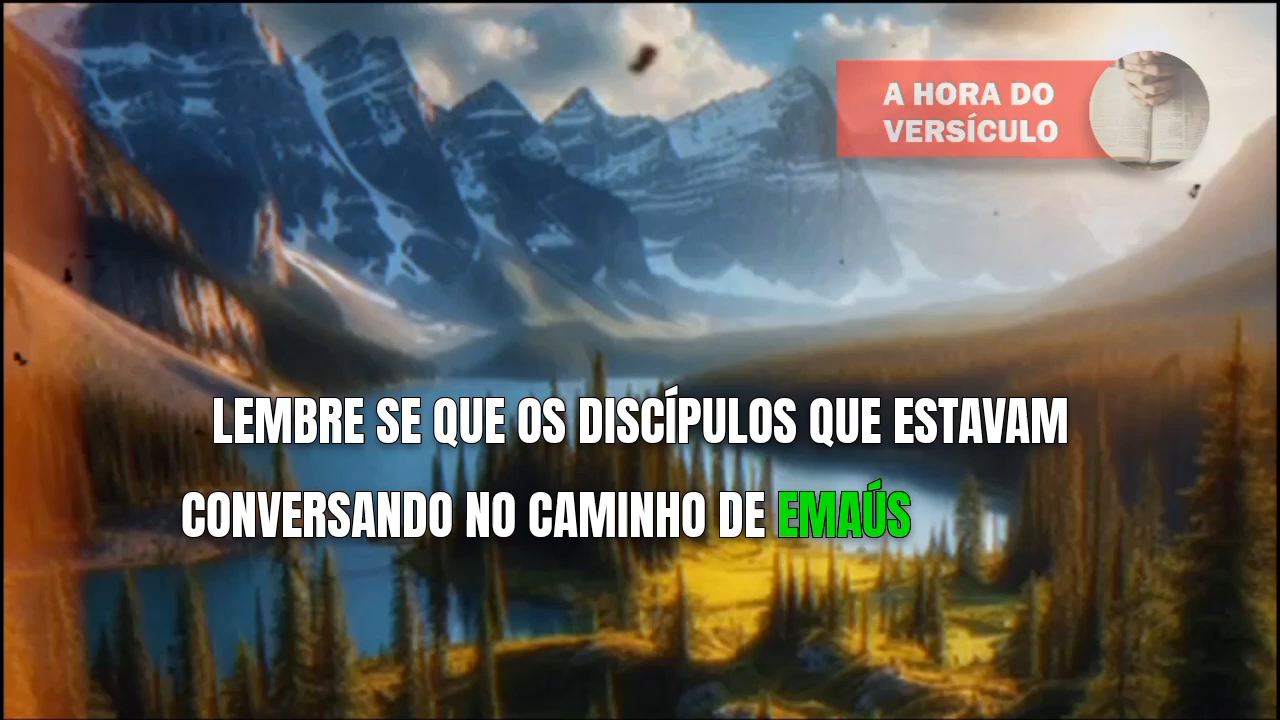 A HORA DO
VERSÍCULO
LEMBRE SE QUE OS DISCÍPULOS QUE ESTAVAM
CONVERSANDO NO CAMINHO DE EMAÚS